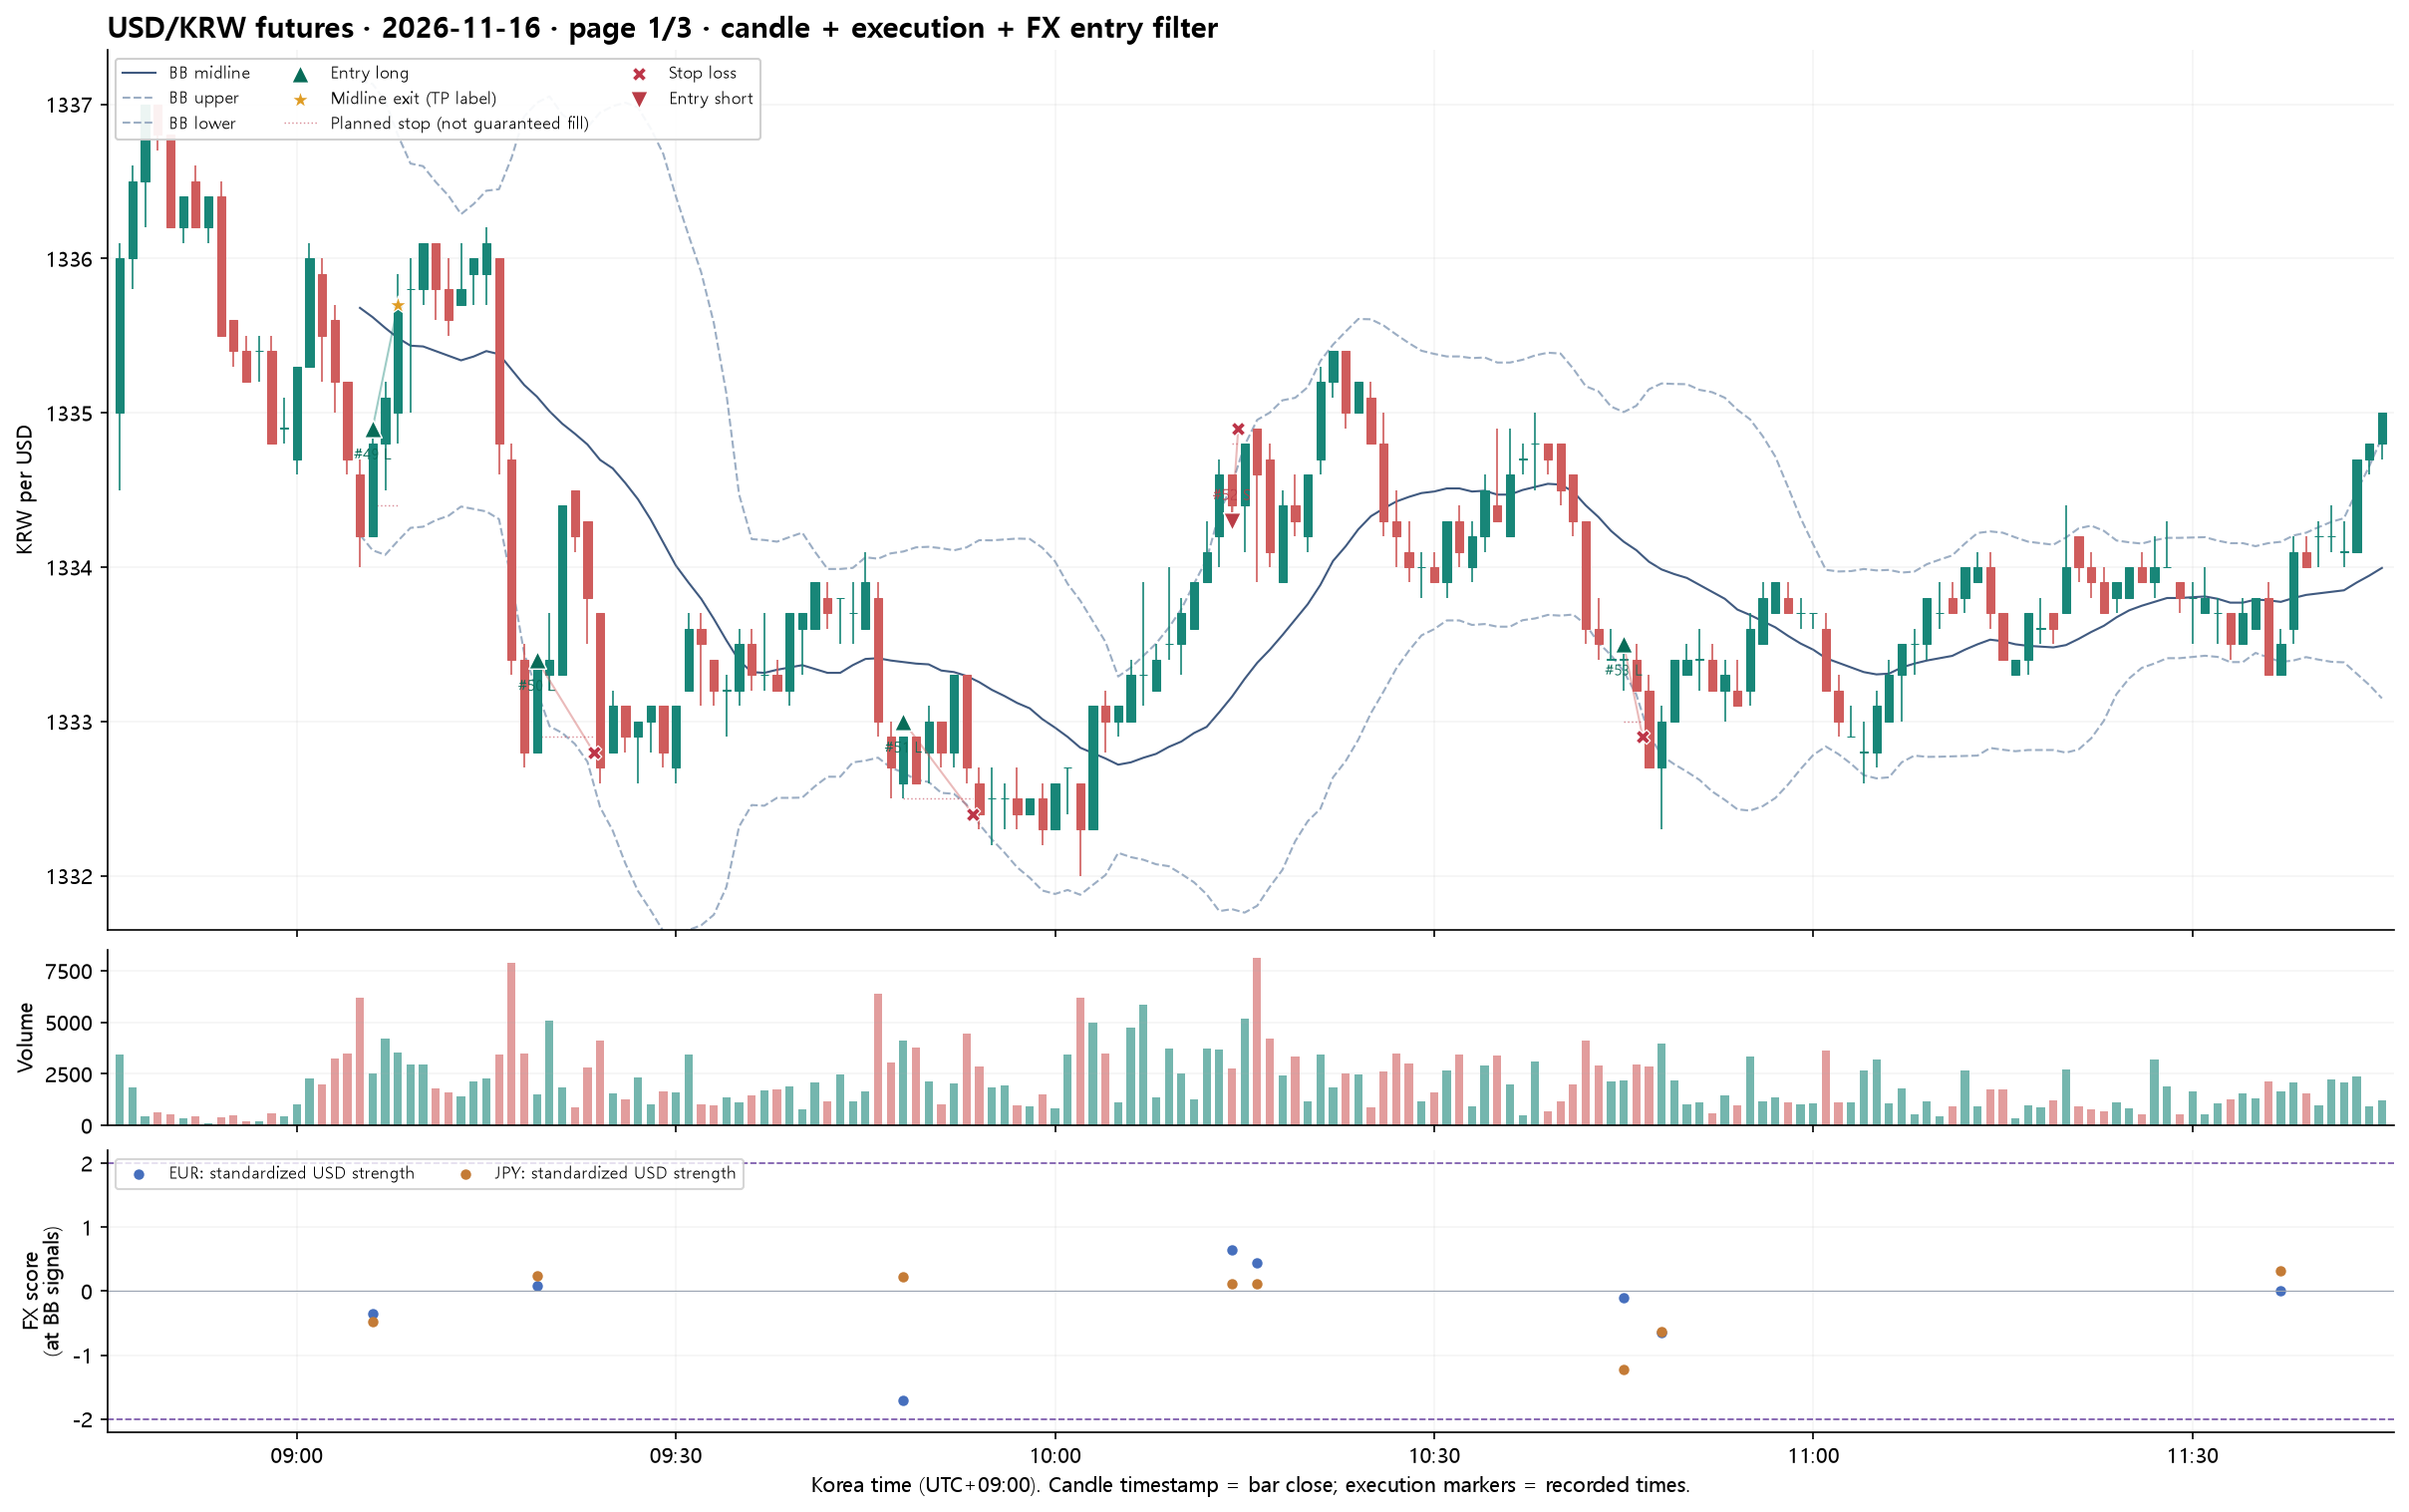 USD/KRW futures · 2026-11-16 · page 1/3 · candle + execution + FX entry filter
BB midline
BB upper
BB lower
Entry long
Midline exit (TP label)
Planned stop (not guaranteed fill)
Stop loss
Entry short
KRW per USD
1337
1336
1335
1334
1333
1332
Volume
7500
5000
2500
0
EUR: standardized USD strength
JPY: standardized USD strength
FX score
(at BB signals)
2
1
0
-1
-2
09:00
09:30
10:00
10:30
11:00
11:30
Korea time (UTC+09:00). Candle timestamp = bar close; execution markers = recorded times.